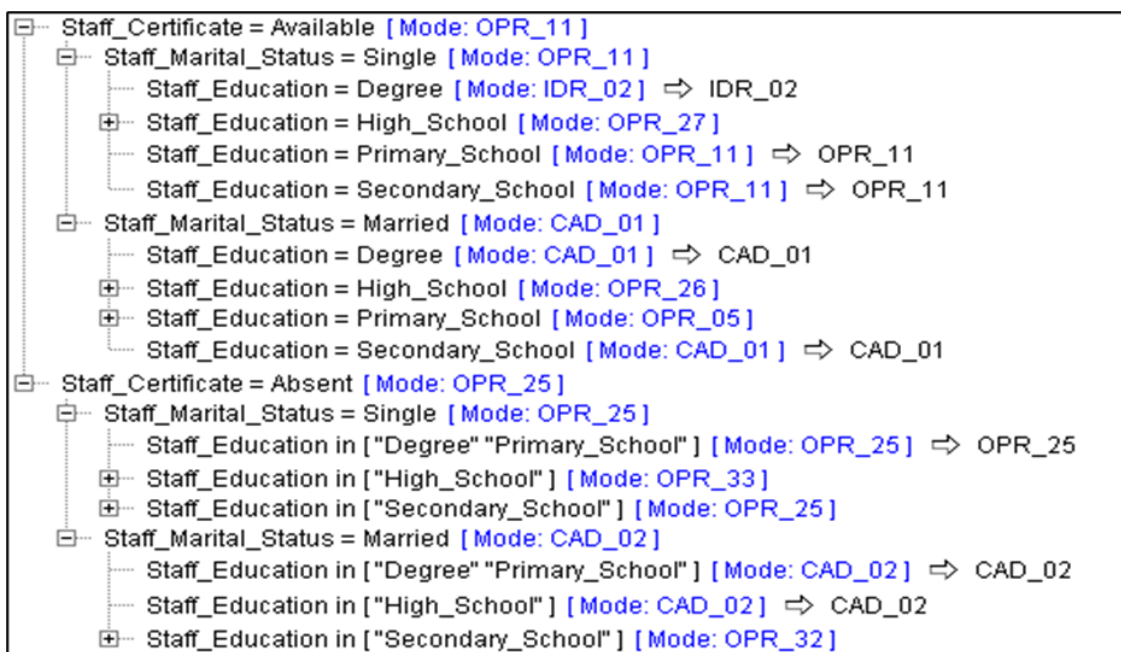 Staff_Certificate = Available [Mode: OPR_11]
Staff_Marital_Status = Single [Mode: OPR_11]
Staff_Education = Degree [Mode: IDR_02] ⇨ IDR_02
Staff_Education = High_School [Mode: OPR_27]
Staff_Education = Primary_School [Mode: OPR_11] ⇨ OPR_11
Staff_Education = Secondary_School [Mode: OPR_11] ⇨ OPR_11
Staff_Marital_Status = Married [Mode: CAD_01]
Staff_Education = Degree [Mode: CAD_01] ⇨ CAD_01
Staff_Education = High_School [Mode: OPR_26]
Staff_Education = Primary_School [Mode: OPR_05]
Staff_Education = Secondary_School [Mode: CAD_01] ⇨ CAD_01
Staff_Certificate = Absent [Mode: OPR_25]
Staff_Marital_Status = Single [Mode: OPR_25]
Staff_Education in ["Degree" "Primary_School"] [Mode: OPR_25] ⇨ OPR_25
Staff_Education in ["High_School"] [Mode: OPR_33]
Staff_Education in ["Secondary_School"] [Mode: OPR_25]
Staff_Marital_Status = Married [Mode: CAD_02]
Staff_Education in ["Degree" "Primary_School"] [Mode: CAD_02] ⇨ CAD_02
Staff_Education in ["High_School"] [Mode: CAD_02] ⇨ CAD_02
Staff_Education in ["Secondary_School"] [Mode: OPR_32]